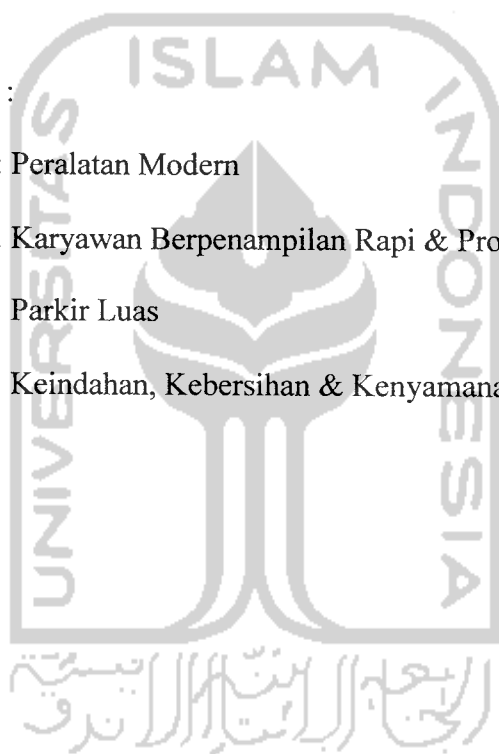 ISLAM
UNIVERSITAS
INDONESIA
:
: Peralatan Modern
. Karyawan Berpenampilan Rapi & Pro
Parkir Luas
Keindahan, Kebersihan & Kenyamana